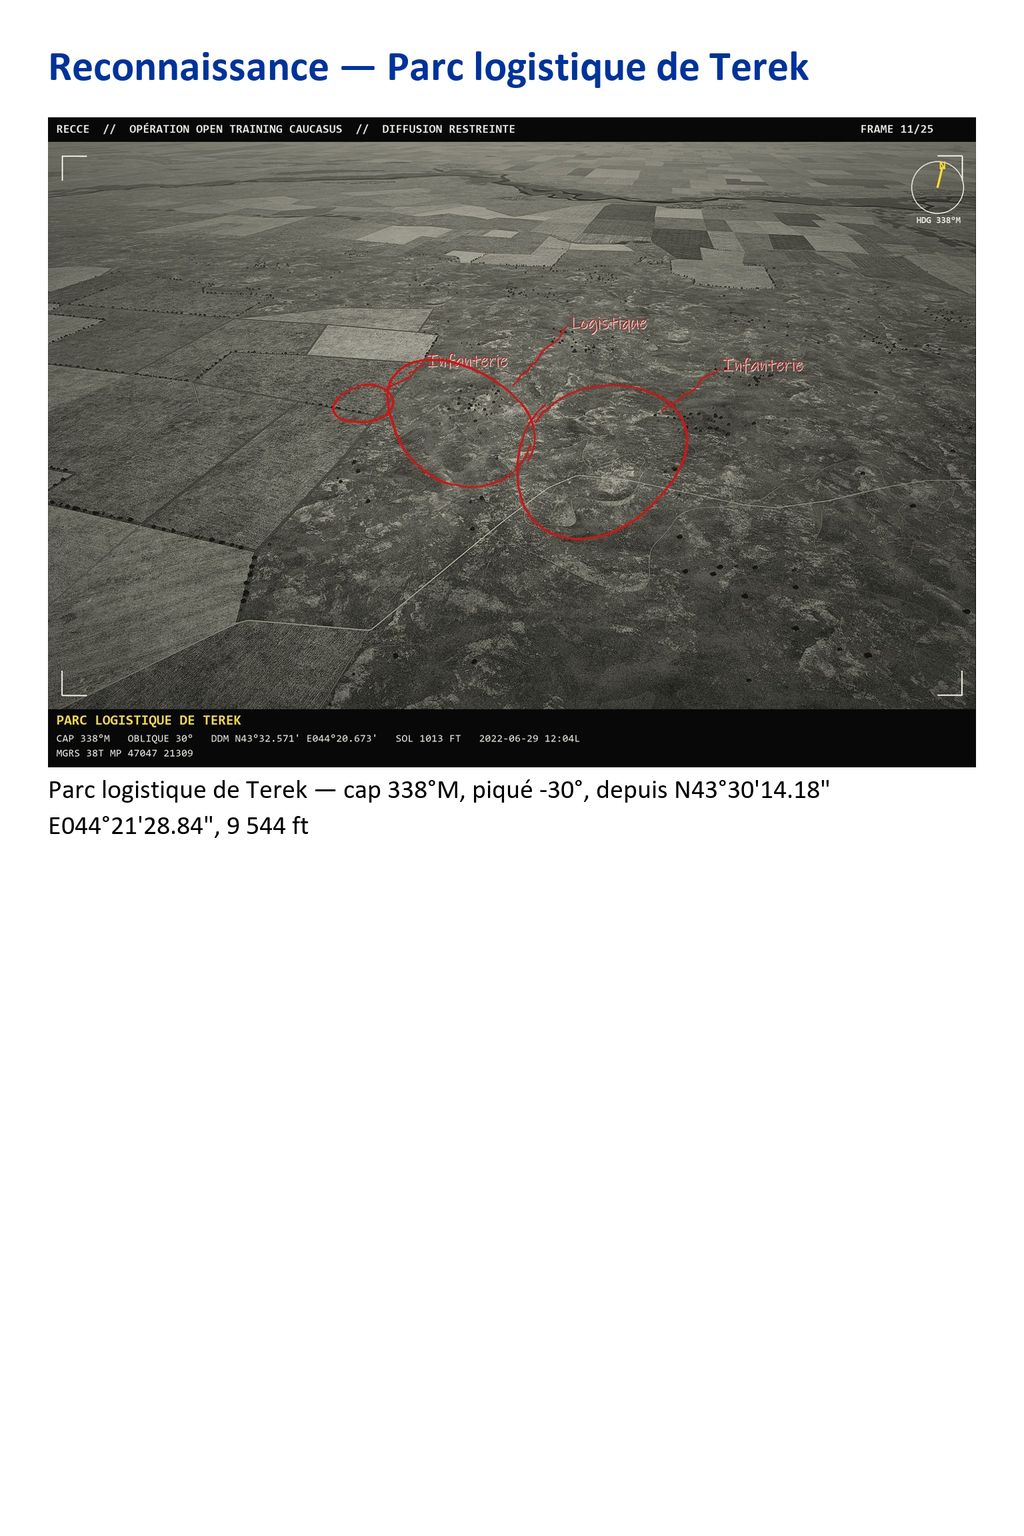 Reconnaissance — Parc logistique de Terek
RECCE // OPÉRATION OPEN TRAINING CAUCASUS // DIFFUSION RESTREINTE FRAME 11/25
N
HDG 338°M
Logistique
Infanterie
Infanterie
PARC LOGISTIQUE DE TEREK
CAP 338°M OBLIQUE 30° DDM N43°32.571' E044°20.673' SOL 1013 FT 2022-06-29 12:04L
MGRS 38T MP 47047 21309
Parc logistique de Terek — cap 338°M, piqué -30°, depuis N43°30'14.18"
E044°21'28.84", 9 544 ft